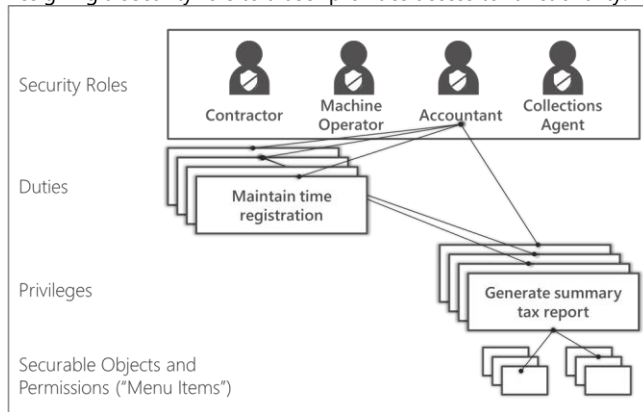 Security Roles
Contractor
Machine
Operator
Accountant
Collections
Agent
Duties
Maintain time
registration
Privileges
Generate summary
tax report
Securable Objects and
Permissions (“Menu Items”)